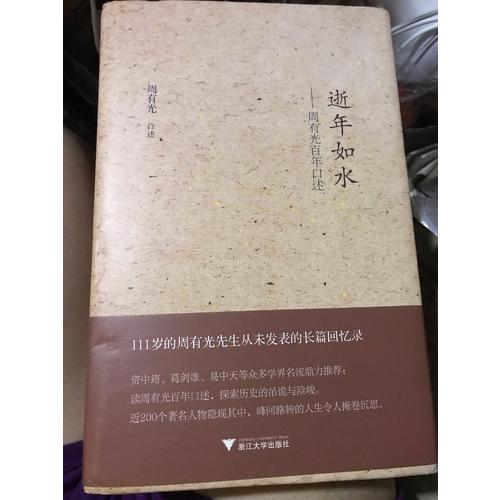 逝年如水
——周有光百年口述
周有光 口述
111岁的周有光先生从未发表的长篇回忆录
资中筠、葛剑雄、易中天等众多学界名流鼎力推荐：
读周有光百年口述，探索历史的吊诡与险峻。
近200个著名人物隐现其中，峰回路转的人生令人掩卷沉思。
ZHEJIANG UNIVERSITY PRESS
浙江大学出版社